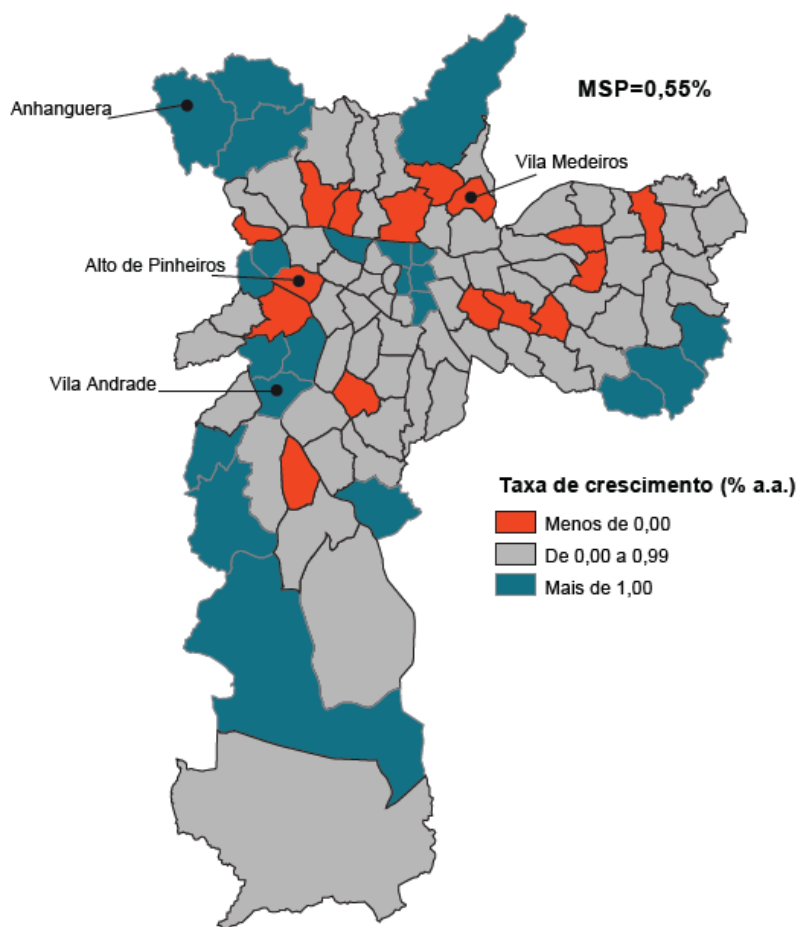 MSP=0,55%
Anhanguera
Vila Medeiros
Alto de Pinheiros
Vila Andrade
Taxa de crescimento (% a.a.)
Menos de 0,00
De 0,00 a 0,99
Mais de 1,00